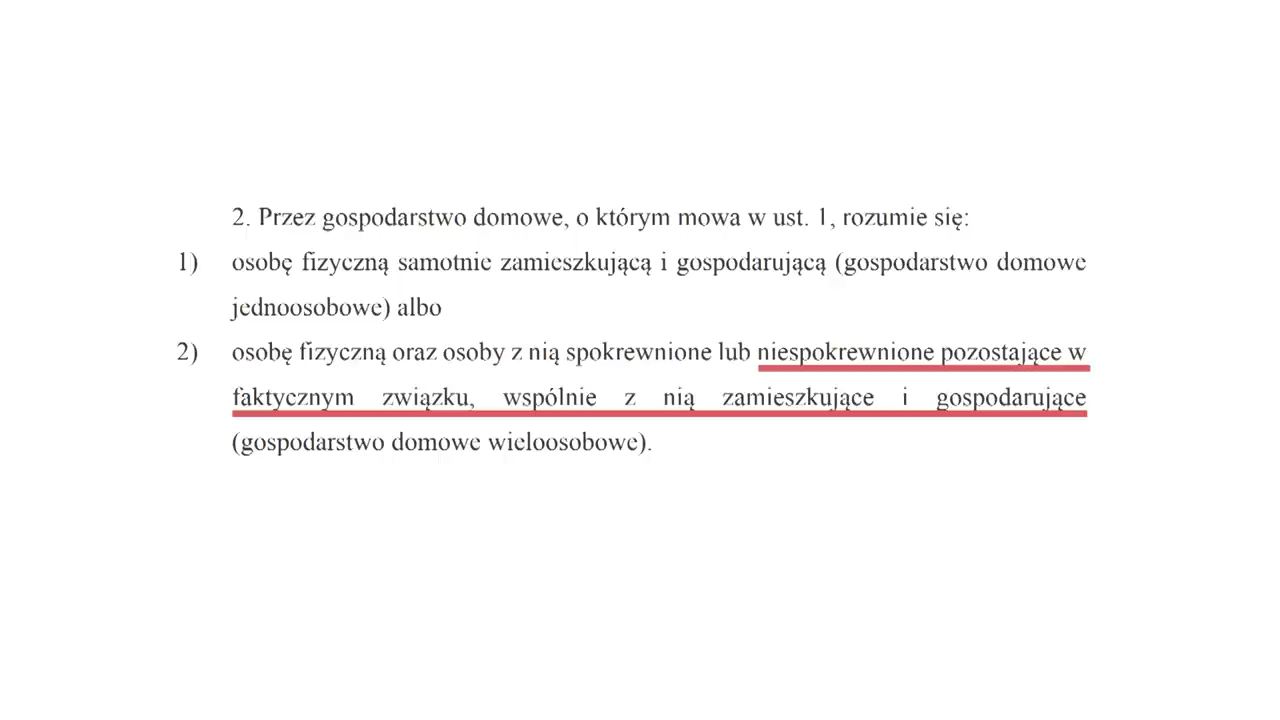 2. Przez gospodarstwo domowe, o którym mowa w ust. 1, rozumie się:
1) osobę fizyczną samotnie zamieszkującą i gospodarującą (gospodarstwo domowe
jednoosobowe) albo
2) osobę fizyczną oraz osoby z nią spokrewnione lub niespokrewnione pozostające w
faktycznym związku, wspólnie z nią zamieszkujące i gospodarujące
(gospodarstwo domowe wieloosobowe).